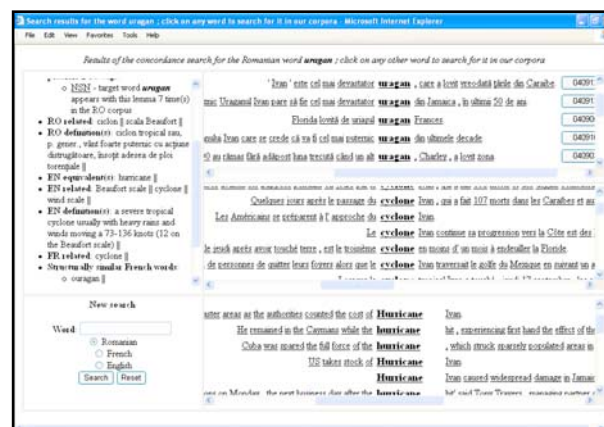 Search results for the word uragan ; click on any word to search for it in our corpora - Microsoft Internet Explorer
File Edit View Favorites Tools Help
Results of the concordance search for the Romanian word uragan ; click on any other word to search for it in our corpora
NSN - target word uragan
appears with this lemma 7 time(s)
in the RO corpus
RO related: ciclon || scala Beaufort ||
RO definition(s): ciclon tropical sau,
p. gener., vânt foarte puternic cu acţiune
distrugătoare, însoţit adesea de ploi
torenţiale ||
EN equivalent(s): hurricane ||
EN related: Beaufort scale || cyclone ||
wind scale ||
EN definition(s): a severe tropical
cyclone usually with heavy rains and
winds moving a 73-136 knots (12 on
the Beaufort scale) ||
FR related: cyclone ||
Structurally similar French words:
ouragan ||
' Ivan ' este cel mai devastator uragan , care a lovit vreodată ţările din Caraibe.
Uraganul Ivan pare să fie cel mai devastator uragan din Jamaica , în ultimii 50 de ani
Florida lovită de uriaşul uragan Frances.
Ivan care se crede că va fi cel mai puternic uragan din ultimele decade
au rămas fără adăpost luna trecută când un alt uragan , Charley , a lovit zona
Quelques jours après le passage du cyclone Ivan , qui a fait 107 morts dans les Caraïbes et aux
Les Américains se préparent à l' approche du cyclone Ivan
Le cyclone Ivan continue sa progression vers la Côte est des
le jeudi après avoir touché terre , est le troisième cyclone en moins d' un mois à endeuiller la Floride.
de personnes de quitter leurs foyers alors que le cyclone Ivan traversait le golfe du Mexique en suivant un
New search
Word:
Romanian
French
English
Search Reset
areas as the authorities counted the cost of Hurricane Ivan.
He remained in the Caymans while the hurricane hit , experiencing first hand the effect of the
Cuba was spared the full force of the hurricane , which struck sparsely populated areas in
US takes stock of Hurricane Ivan
Hurricane Ivan caused widespread damage in Jamaica
on Monday , the next business day after the hurricane hit' said Tony Travers , managing partner